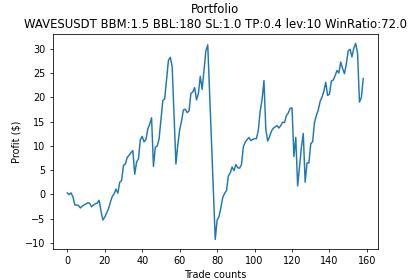 Portfolio
WAVESUSDT BBM:1.5 BBL:180 SL:1.0 TP:0.4 lev:10 WinRatio:72.0
Profit ($)
30
25
20
15
10
5
0
−5
−10
0 20 40 60 80 100 120 140 160
Trade counts